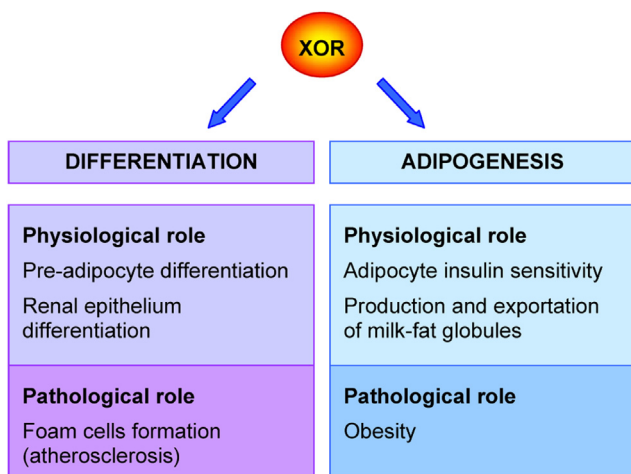 XOR
DIFFERENTIATION
Physiological role
Pre-adipocyte differentiation
Renal epithelium
differentiation
Pathological role
Foam cells formation
(atherosclerosis)
ADIPOGENESIS
Physiological role
Adipocyte insulin sensitivity
Production and exportation
of milk-fat globules
Pathological role
Obesity